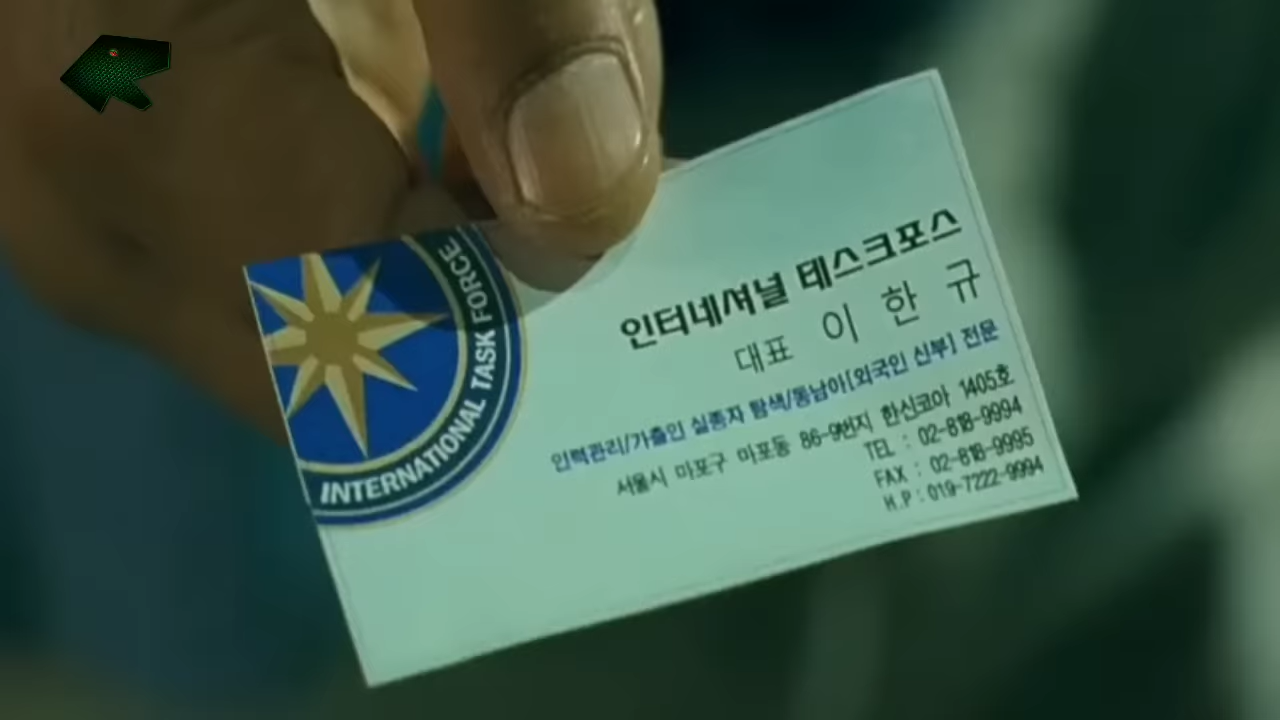 INTERNATIONAL TASK FORCE
인터네셔널 테스크포스
대표 이 한 규
인력관리/가출인 실종자 탐색/동남아[외국인 신부] 전문
서울시 마포구 마포동 86-9번지 한신코아 1405호
TEL : 02-818-9994
FAX : 02-818-9995
H.P : 019-7222-9994